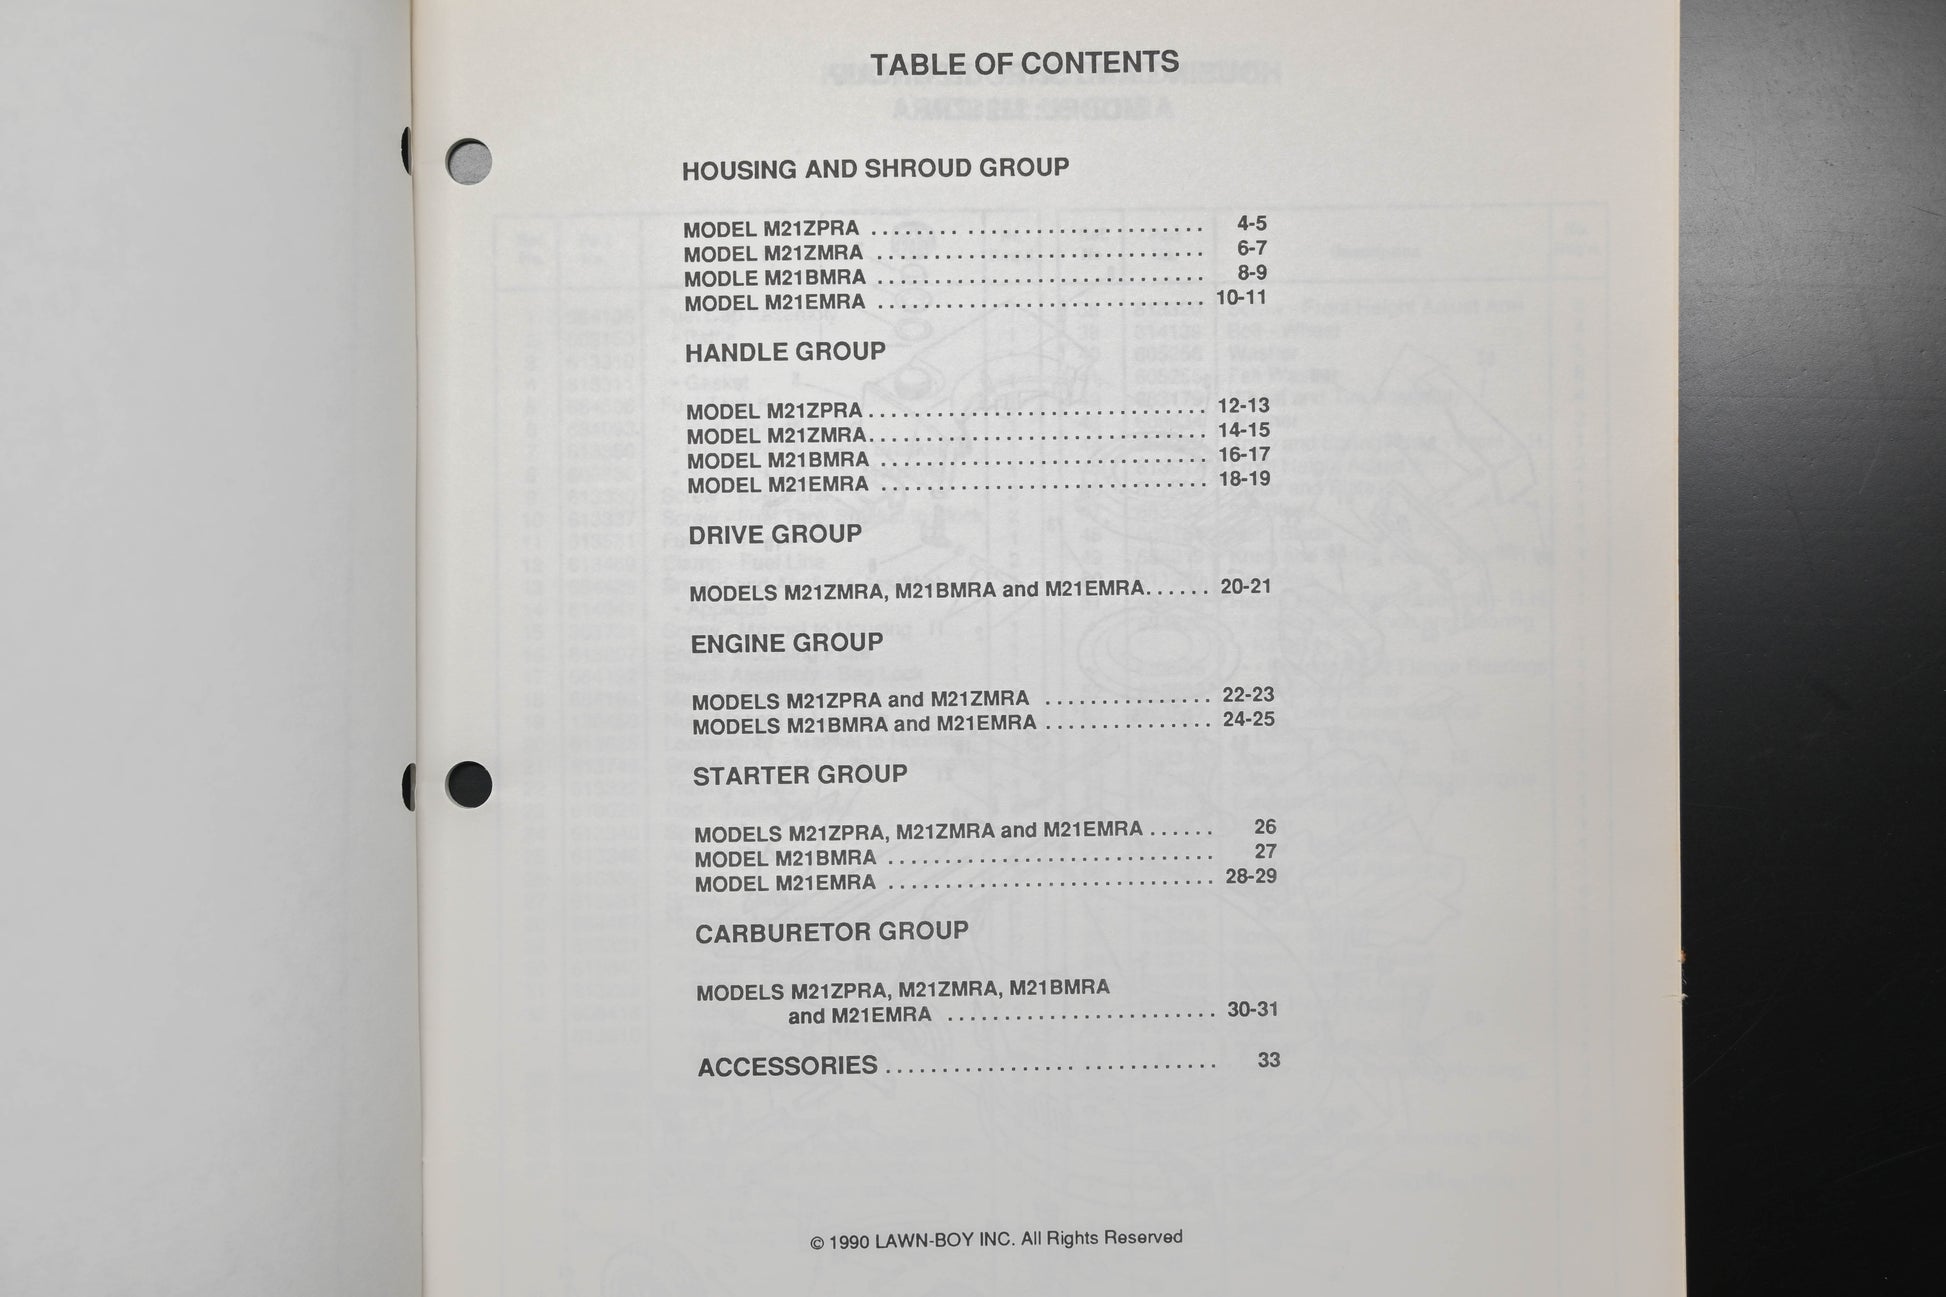 TABLE OF CONTENTS
HOUSING AND SHROUD GROUP
MODEL M21ZPRA . . . . . . . . . . . . . . . . . . . . . . . . . . . . . . 4-5
MODEL M21ZMRA . . . . . . . . . . . . . . . . . . . . . . . . . . . . . 6-7
MODLE M21BMRA . . . . . . . . . . . . . . . . . . . . . . . . . . . . . 8-9
MODEL M21EMRA . . . . . . . . . . . . . . . . . . . . . . . . . . . . . 10-11
HANDLE GROUP
MODEL M21ZPRA . . . . . . . . . . . . . . . . . . . . . . . . . . . . . . 12-13
MODEL M21ZMRA. . . . . . . . . . . . . . . . . . . . . . . . . . . . . . 14-15
MODEL M21BMRA . . . . . . . . . . . . . . . . . . . . . . . . . . . . . 16-17
MODEL M21EMRA . . . . . . . . . . . . . . . . . . . . . . . . . . . . . 18-19
DRIVE GROUP
MODELS M21ZMRA, M21BMRA and M21EMRA. . . . . . 20-21
ENGINE GROUP
MODELS M21ZPRA and M21ZMRA . . . . . . . . . . . . . . . 22-23
MODELS M21BMRA and M21EMRA . . . . . . . . . . . . . . . 24-25
STARTER GROUP
MODELS M21ZPRA, M21ZMRA and M21EMRA . . . . . . 26
MODEL M21BMRA . . . . . . . . . . . . . . . . . . . . . . . . . . . . . 27
MODEL M21EMRA . . . . . . . . . . . . . . . . . . . . . . . . . . . . . 28-29
CARBURETOR GROUP
MODELS M21ZPRA, M21ZMRA, M21BMRA
and M21EMRA . . . . . . . . . . . . . . . . . . . . . . . . 30-31
ACCESSORIES . . . . . . . . . . . . . . . . . . . . . . . . . . . . . 33
© 1990 LAWN-BOY INC. All Rights Reserved